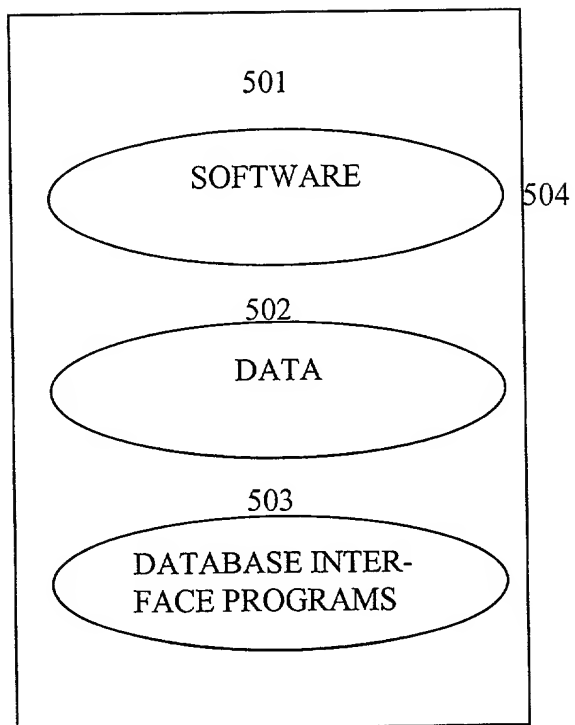 501
SOFTWARE
504
502
DATA
503
DATABASE INTER-
FACE PROGRAMS